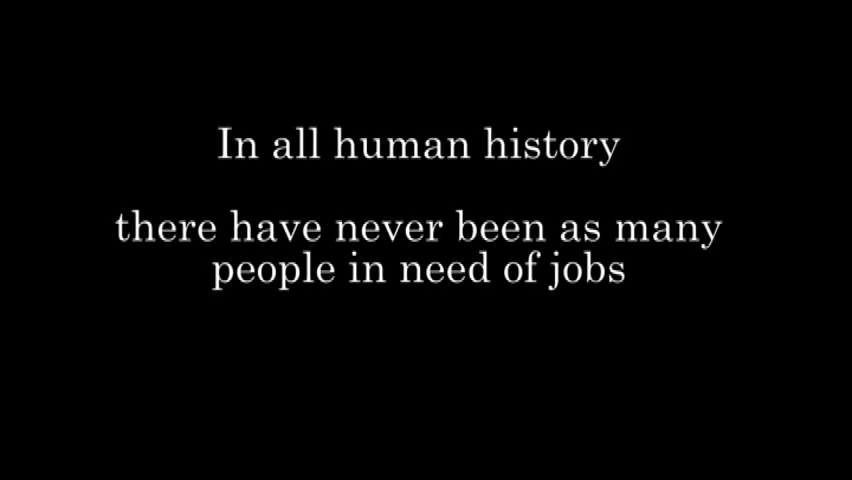 In all human history
there have never been as many
people in need of jobs